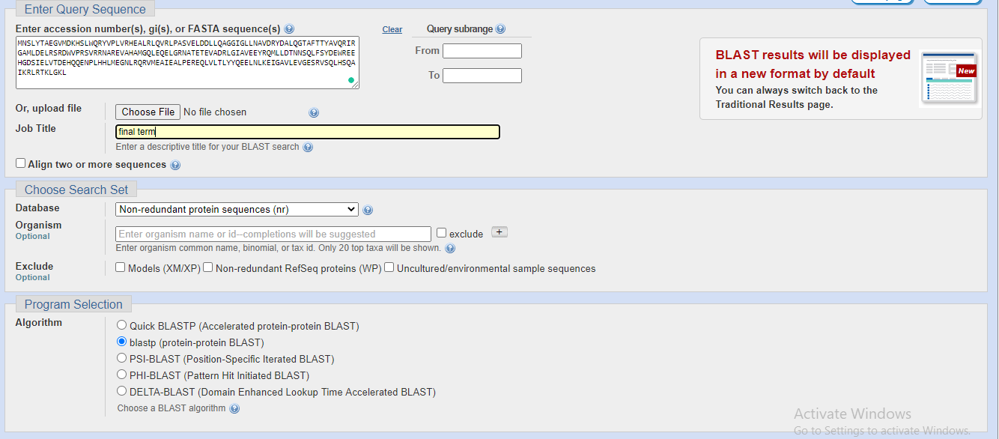 Enter Query Sequence
Enter accession number(s), gi(s), or FASTA sequence(s)
Clear
Query subrange
MNSLYTAEGVMDKHSLWQRYVPLVRHEALRLQVRLPASVELDDLLQAGGIGLLNAVDRYDALQGTAFTTYAVQRIR
GAMLDELRSRDWVPRSVRRNAREVAHAMGQLEQELGRNATETEVADRLGIAVEEYRQMLLDTNNSQLFSYDEWREE
HGDSIELVTDEHQQENPLHHLMEGNLRQRVMEAIEALPEREQLVLTLYYQEELNLKEIGAVLEVGESRVSQLHSQA
IKRLRTKLGKL
From
To
BLAST results will be displayed
in a new format by default
You can always switch back to the
Traditional Results page.
New
Or, upload file
Choose File No file chosen
Job Title
final term
Enter a descriptive title for your BLAST search
Align two or more sequences
Choose Search Set
Database
Non-redundant protein sequences (nr)
Organism
Optional
Enter organism name or id--completions will be suggested
exclude
+
Enter organism common name, binomial, or tax id. Only 20 top taxa will be shown.
Exclude
Optional
Models (XM/XP) Non-redundant RefSeq proteins (WP) Uncultured/environmental sample sequences
Program Selection
Algorithm
Quick BLASTP (Accelerated protein-protein BLAST)
blastp (protein-protein BLAST)
PSI-BLAST (Position-Specific Iterated BLAST)
PHI-BLAST (Pattern Hit Initiated BLAST)
DELTA-BLAST (Domain Enhanced Lookup Time Accelerated BLAST)
Choose a BLAST algorithm
Activate Windows
Go to Settings to activate Windows.